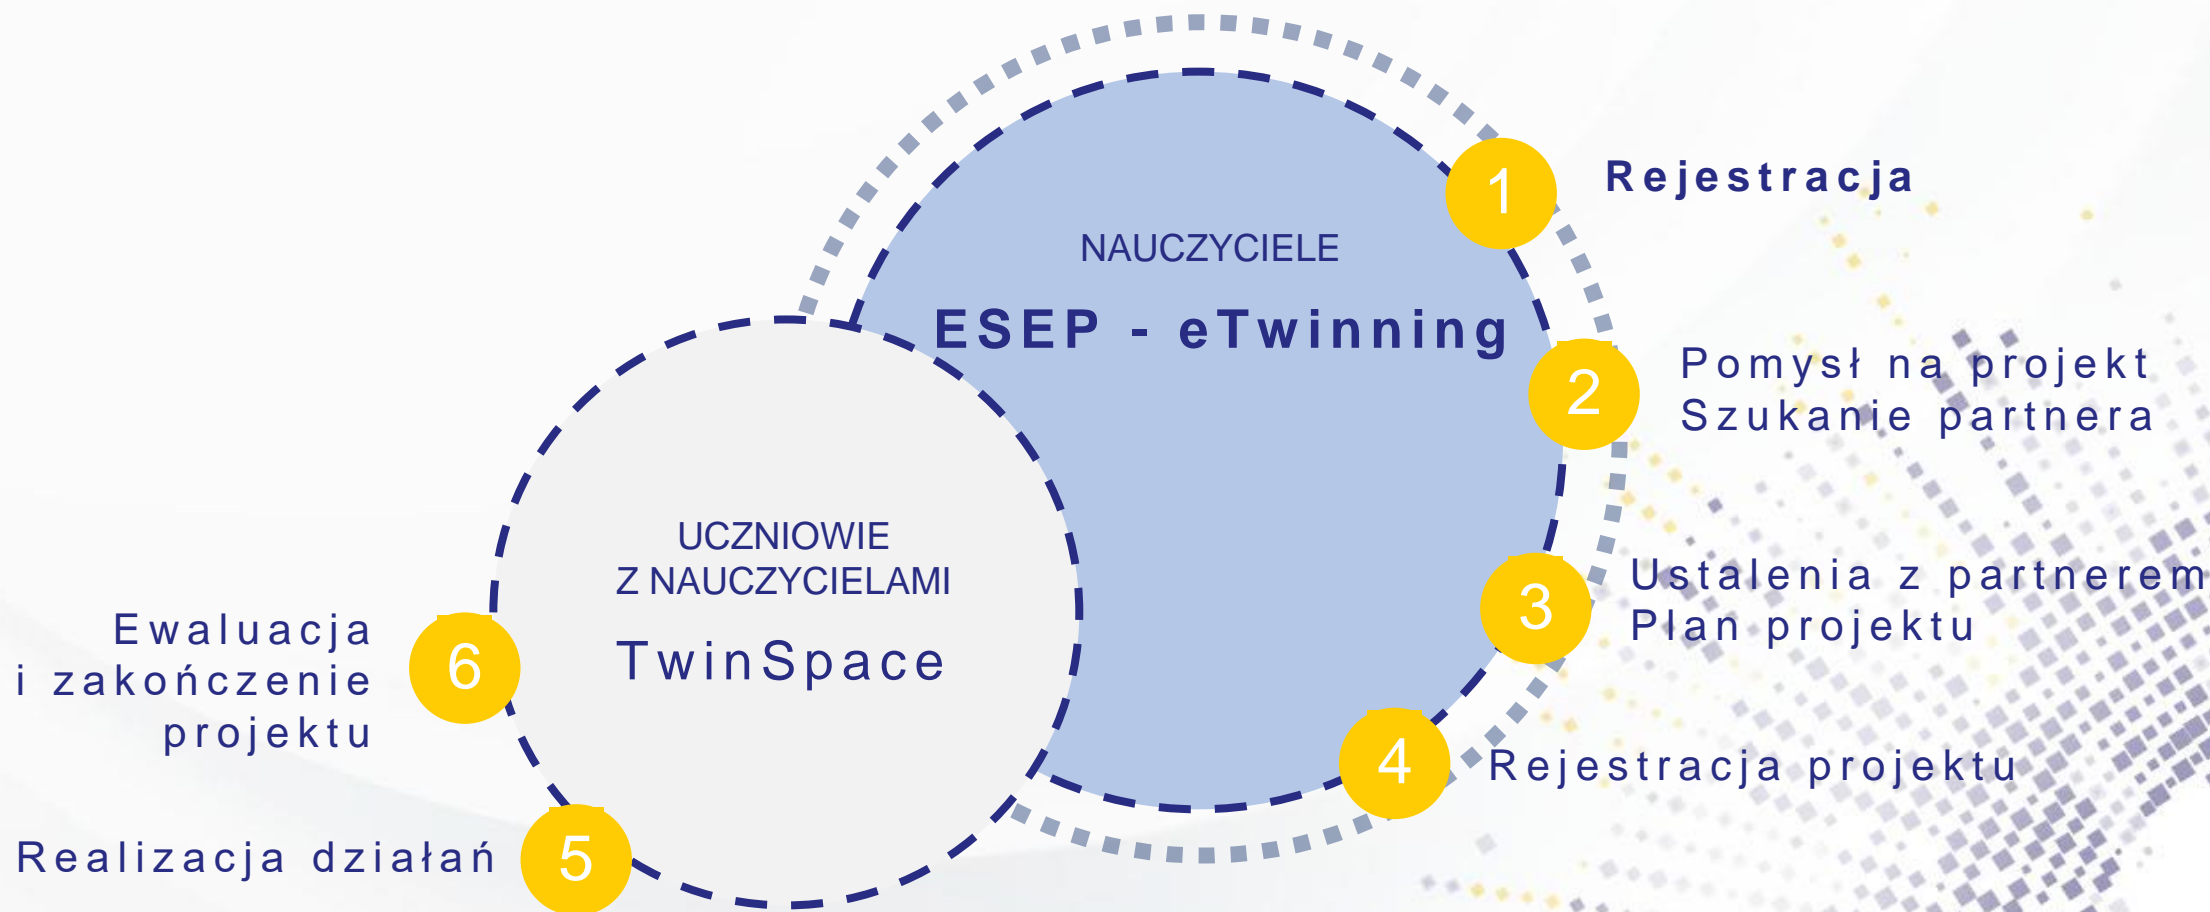 NAUCZYCIELE
ESEP - eTwinning
1
Rejestracja
2
Pomysł na projekt
Szukanie partnera
3
Ustalenia z partnerem
Plan projektu
4
Rejestracja projektu
UCZNIOWIE
Z NAUCZYCIELAMI
TwinSpace
5
Realizacja działań
6
Ewaluacja
i zakończenie
projektu